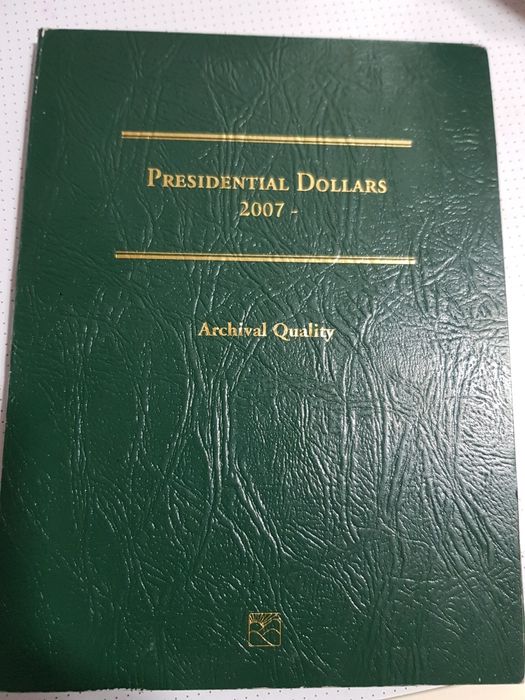 PRESIDENTIAL DOLLARS
2007 -
Archival Quality